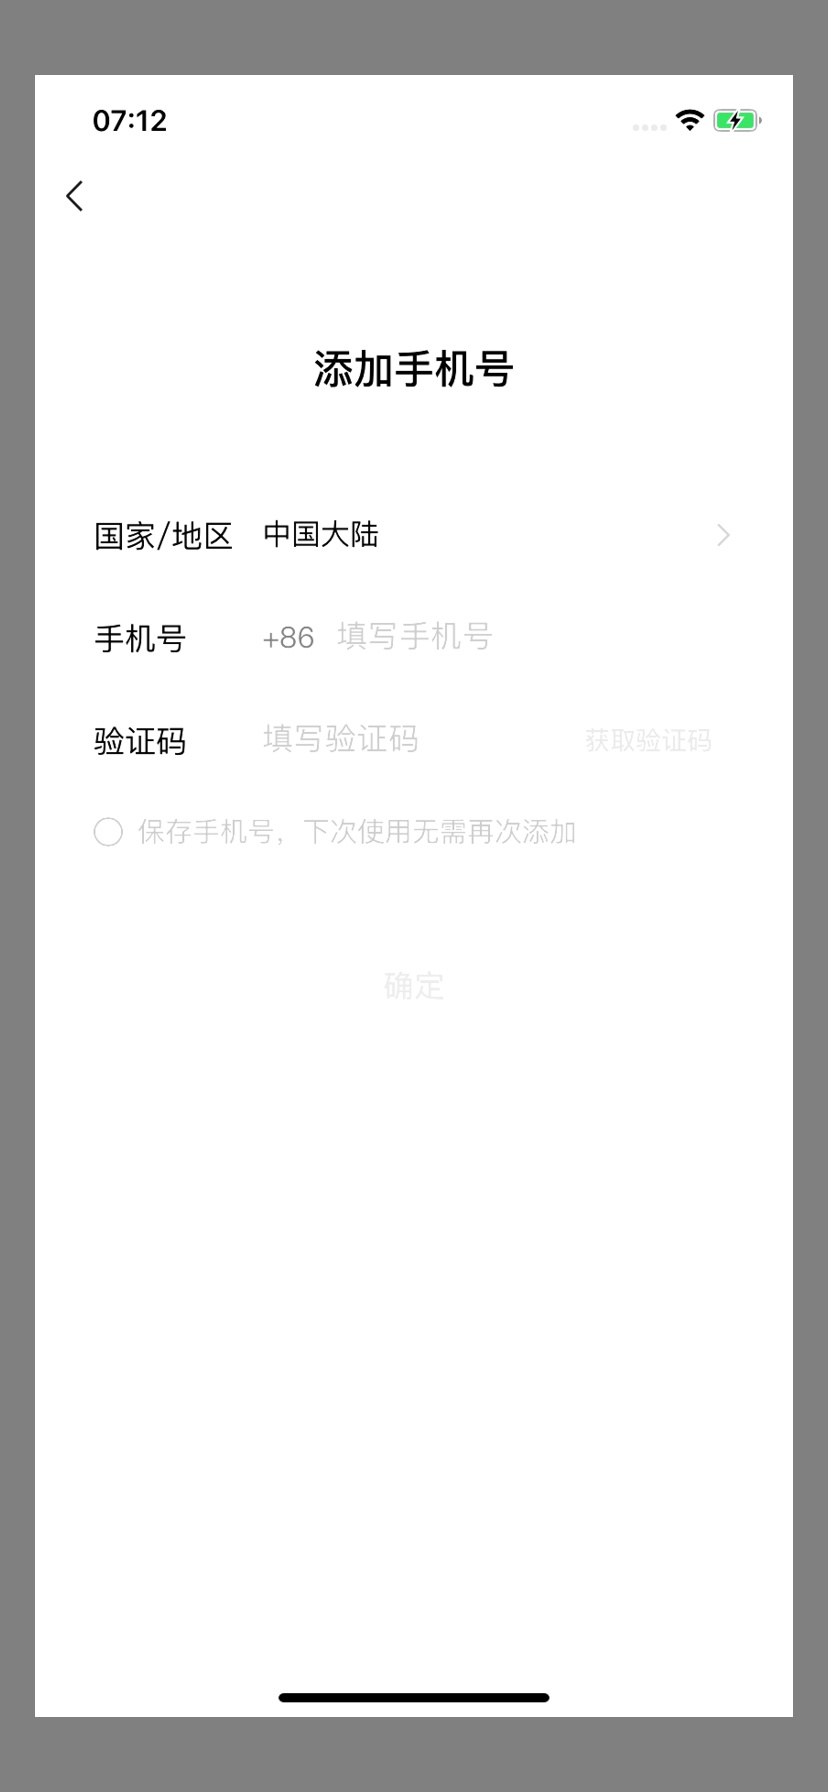 07:12
添加手机号
国家/地区 中国大陆
手机号 +86 填写手机号
验证码 填写验证码 获取验证码
保存手机号，下次使用无需再次添加
确定